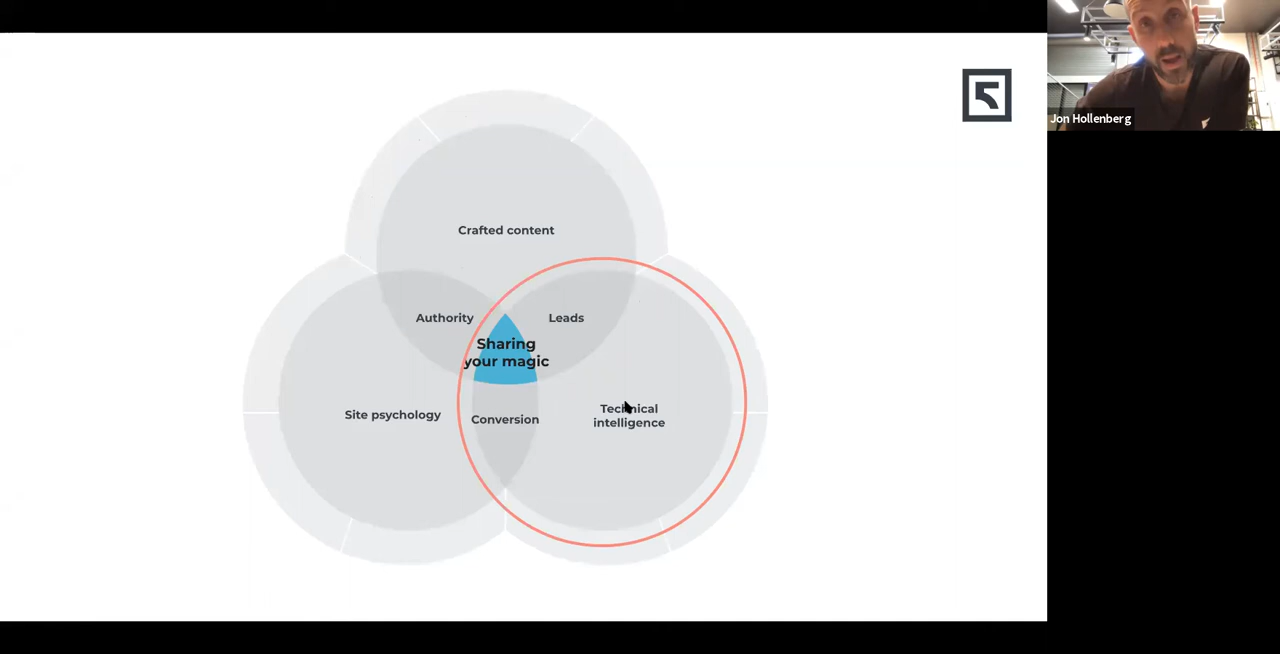 Jon Hollenberg
Crafted content
Authority
Leads
Sharing
your magic
Site psychology
Conversion
Technical
intelligence